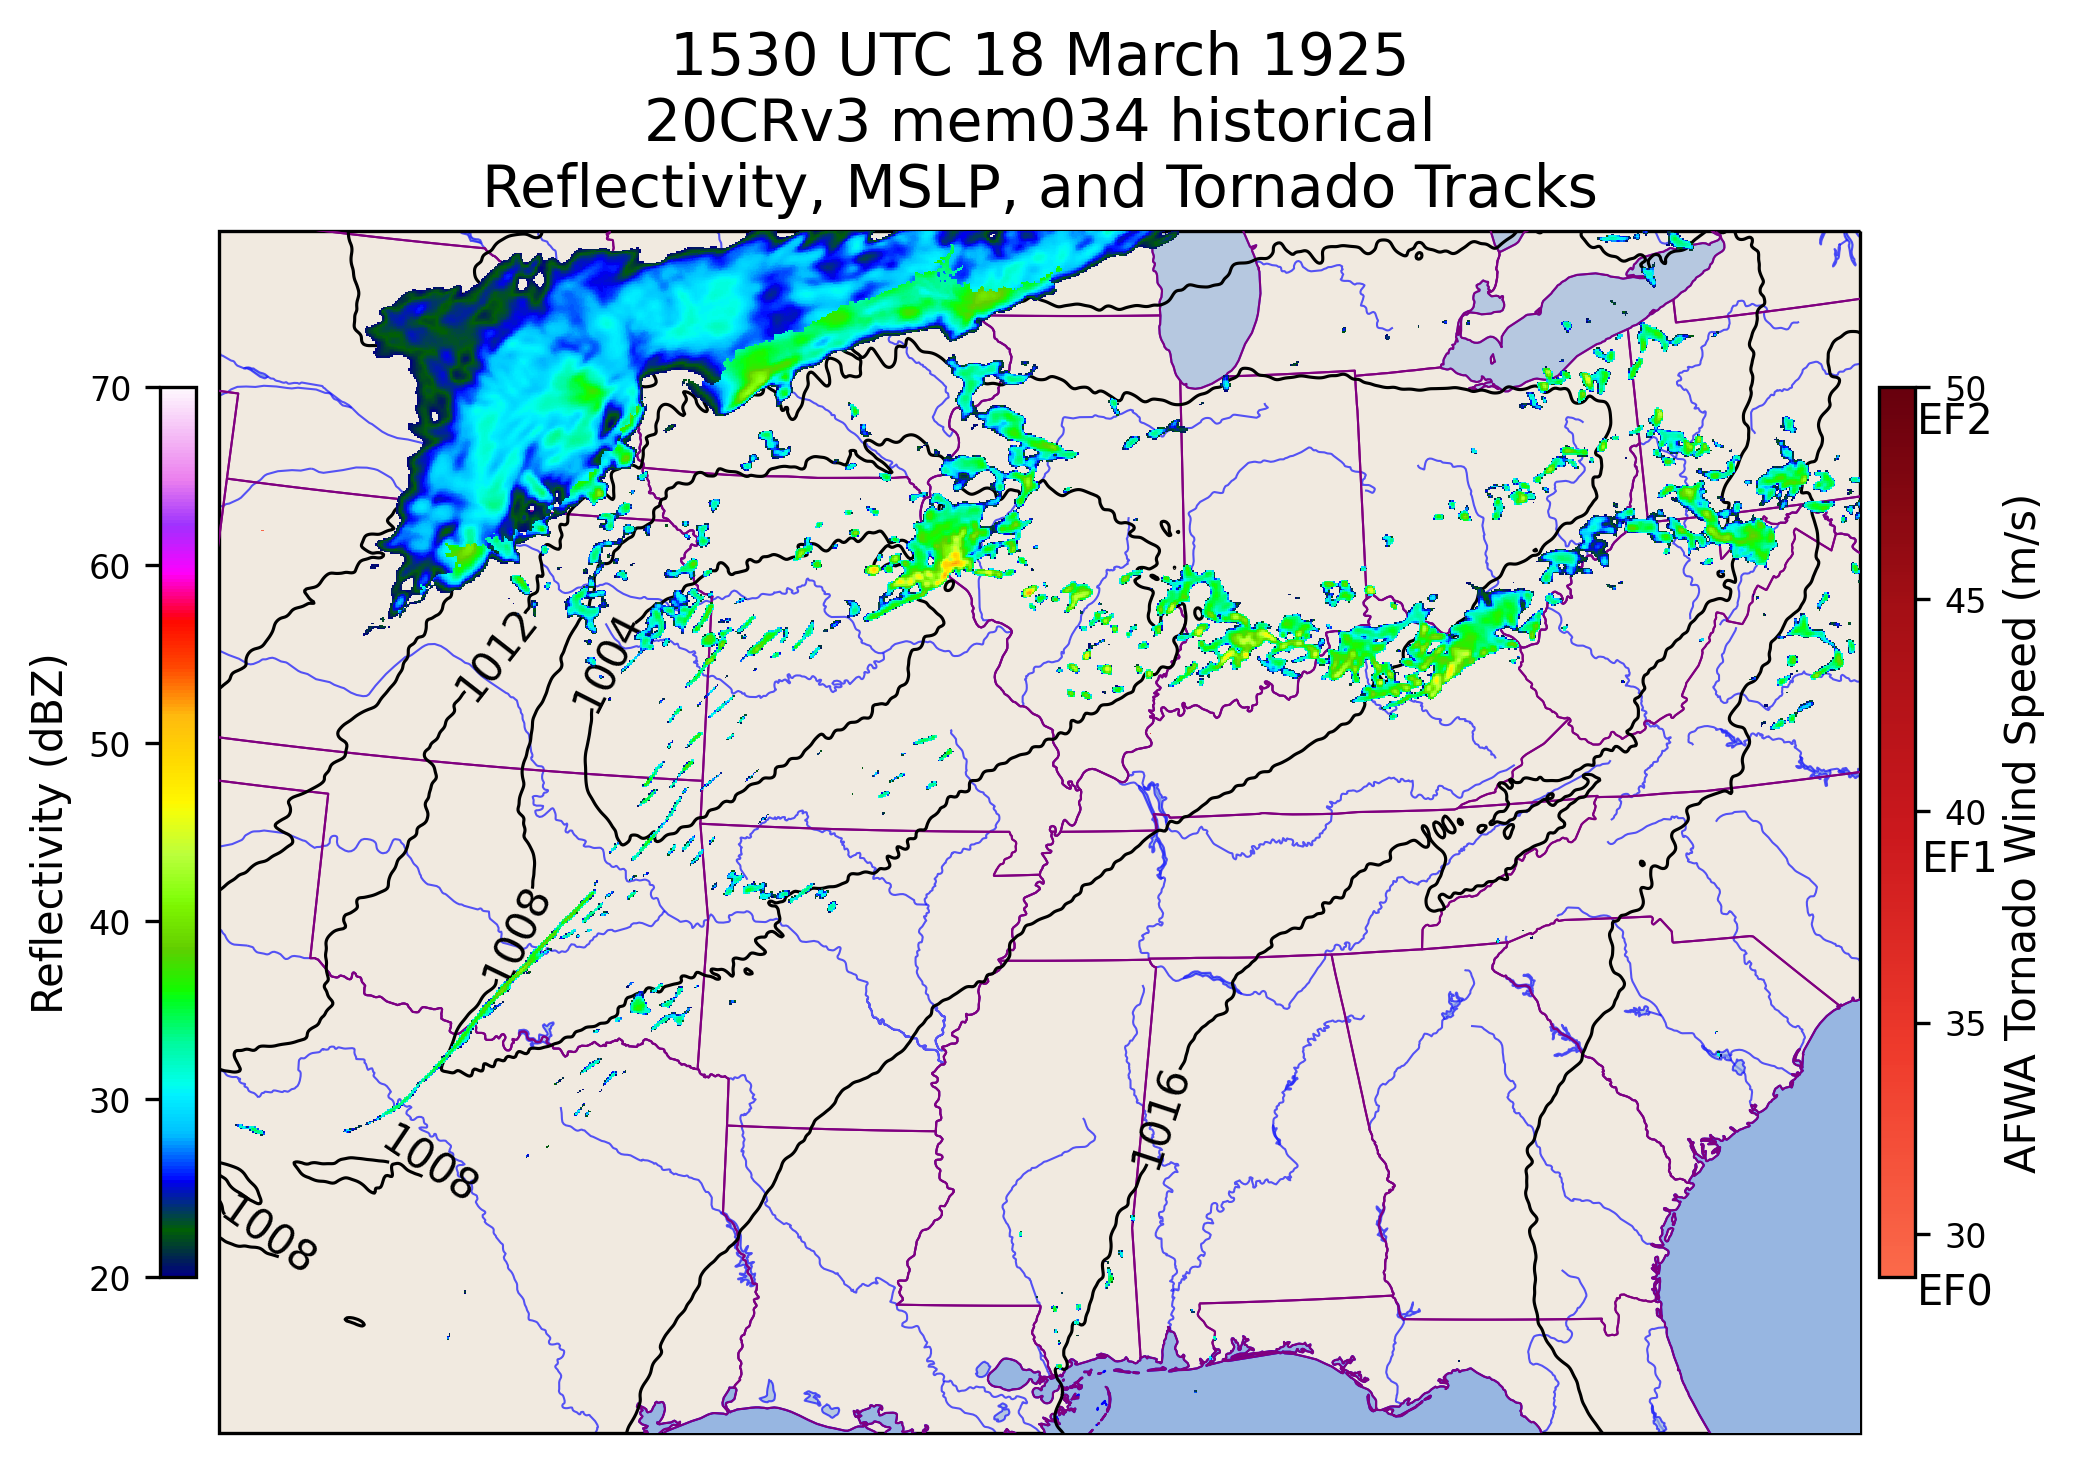 1530 UTC 18 March 1925
20CRv3 mem034 historical
Reflectivity, MSLP, and Tornado Tracks
Reflectivity (dBZ)
70
60
50
40
30
20
1012
1004
1008
1008
1008
1016
100.
50
EF2
45
40
EF1
35
30
EF0
AFWA Tornado Wind Speed (m/s)